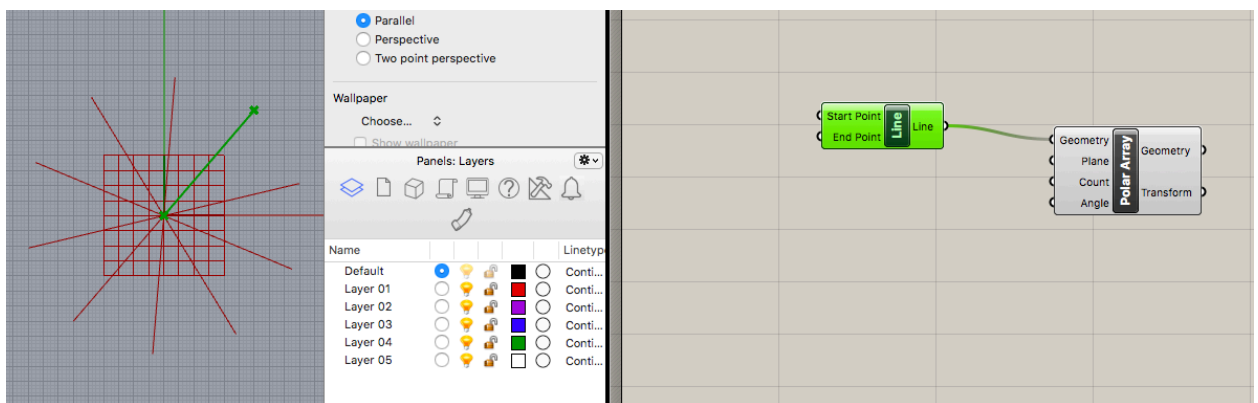 Parallel
Perspective
Two point perspective
Wallpaper
Choose...
Show wallpaper
Panels: Layers
Name Linetyp
Default Conti...
Layer 01 Conti...
Layer 02 Conti...
Layer 03 Conti...
Layer 04 Conti...
Layer 05 Conti...
Start Point
End Point
Line
Line
Geometry
Plane
Count
Angle
Polar Array
Geometry
Transform